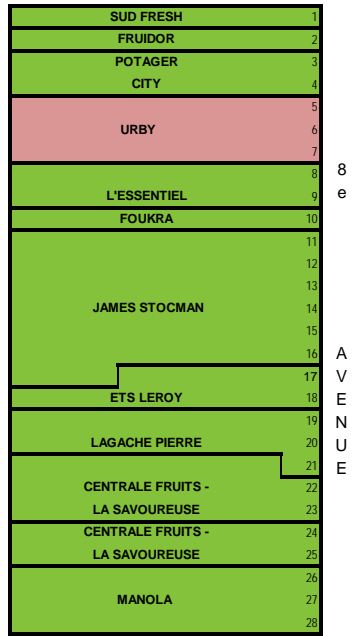 SUD FRESH 1
FRUIDOR 2
POTAGER 3
CITY 4
5
URBY 6
7
8
L'ESSENTIEL 9
FOUKRA 10
11
12
13
JAMES STOCMAN 14
15
16
17
ETS LEROY 18
19
LAGACHE PIERRE 20
21
CENTRALE FRUITS - 22
LA SAVOUREUSE 23
CENTRALE FRUITS - 24
LA SAVOUREUSE 25
26
MANOLA 27
28
8
e
A
V
E
N
U
E